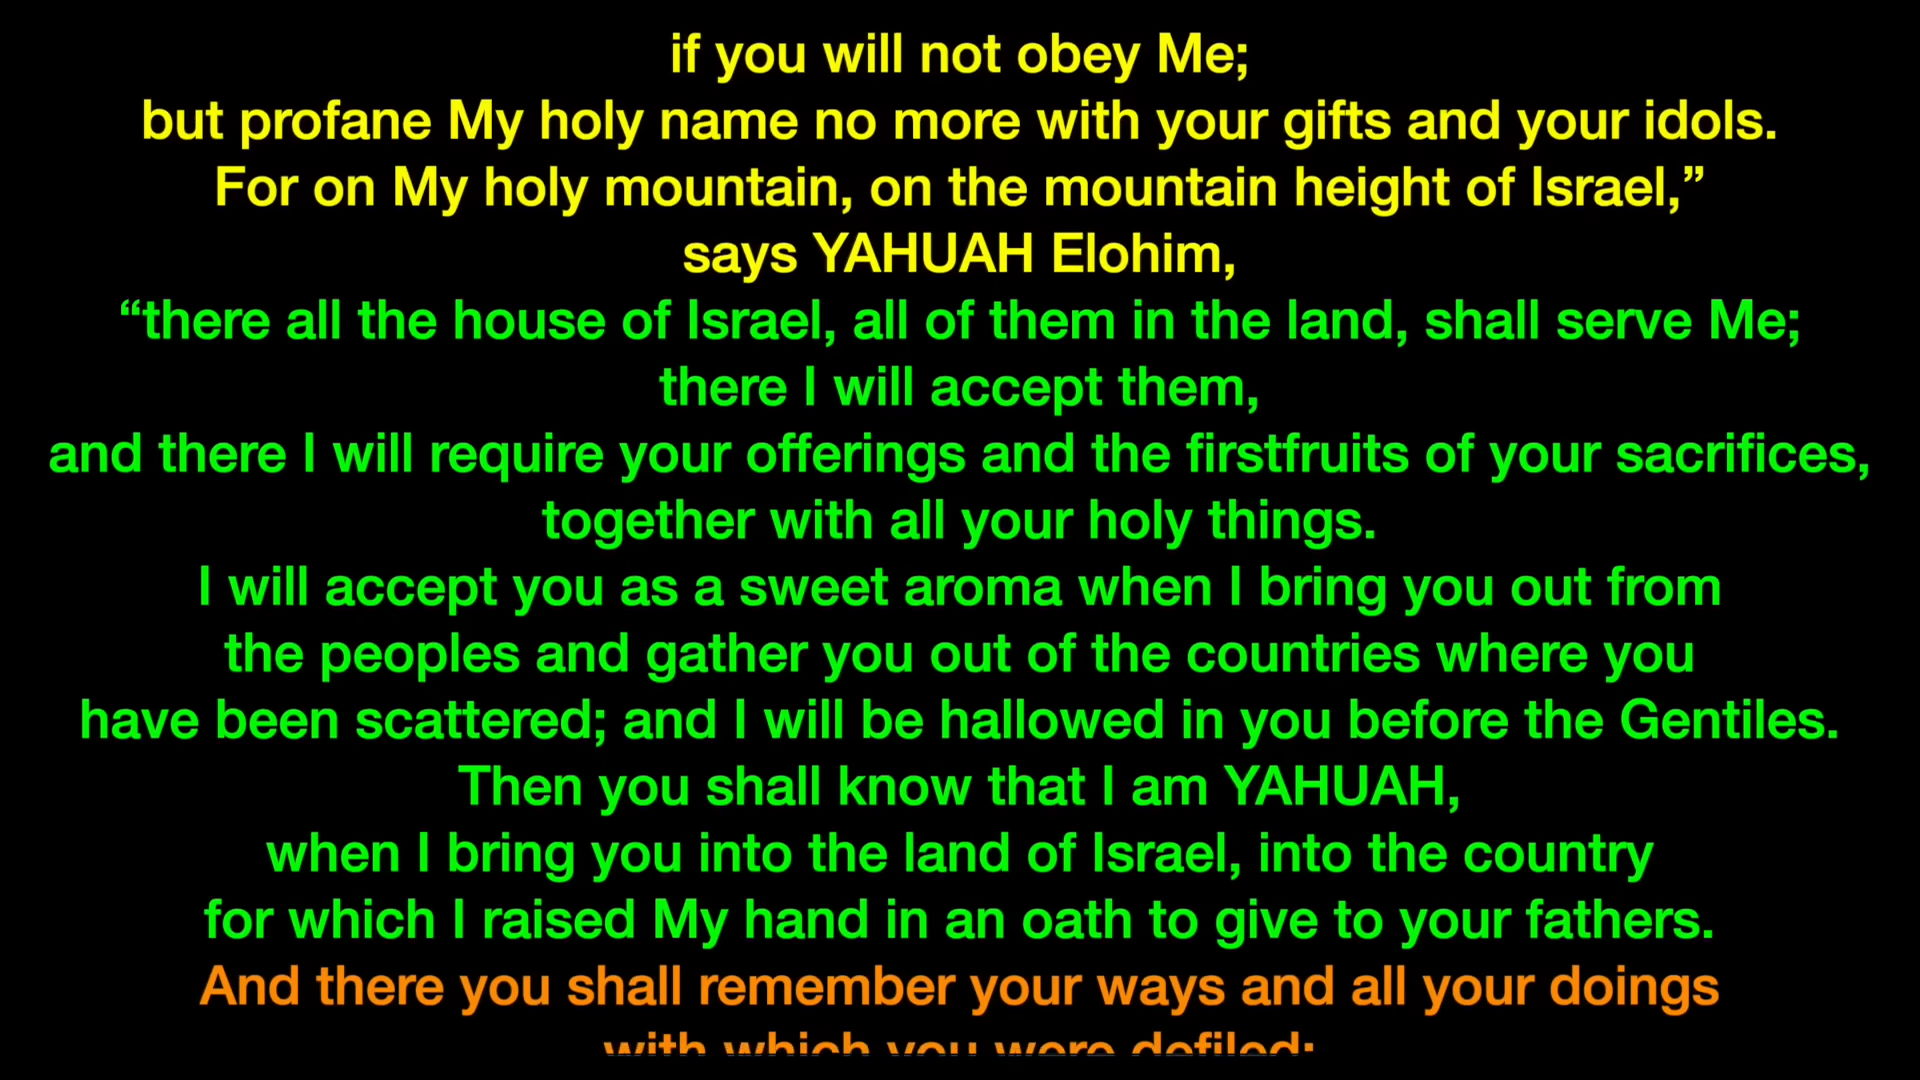 if you will not obey Me;
but profane My holy name no more with your gifts and your idols.
For on My holy mountain, on the mountain height of Israel,”
says YAHUAH Elohim,
“there all the house of Israel, all of them in the land, shall serve Me;
there I will accept them,
and there I will require your offerings and the firstfruits of your sacrifices,
together with all your holy things.
I will accept you as a sweet aroma when I bring you out from
the peoples and gather you out of the countries where you
have been scattered; and I will be hallowed in you before the Gentiles.
Then you shall know that I am YAHUAH,
when I bring you into the land of Israel, into the country
for which I raised My hand in an oath to give to your fathers.
And there you shall remember your ways and all your doings
with which you were defiled;